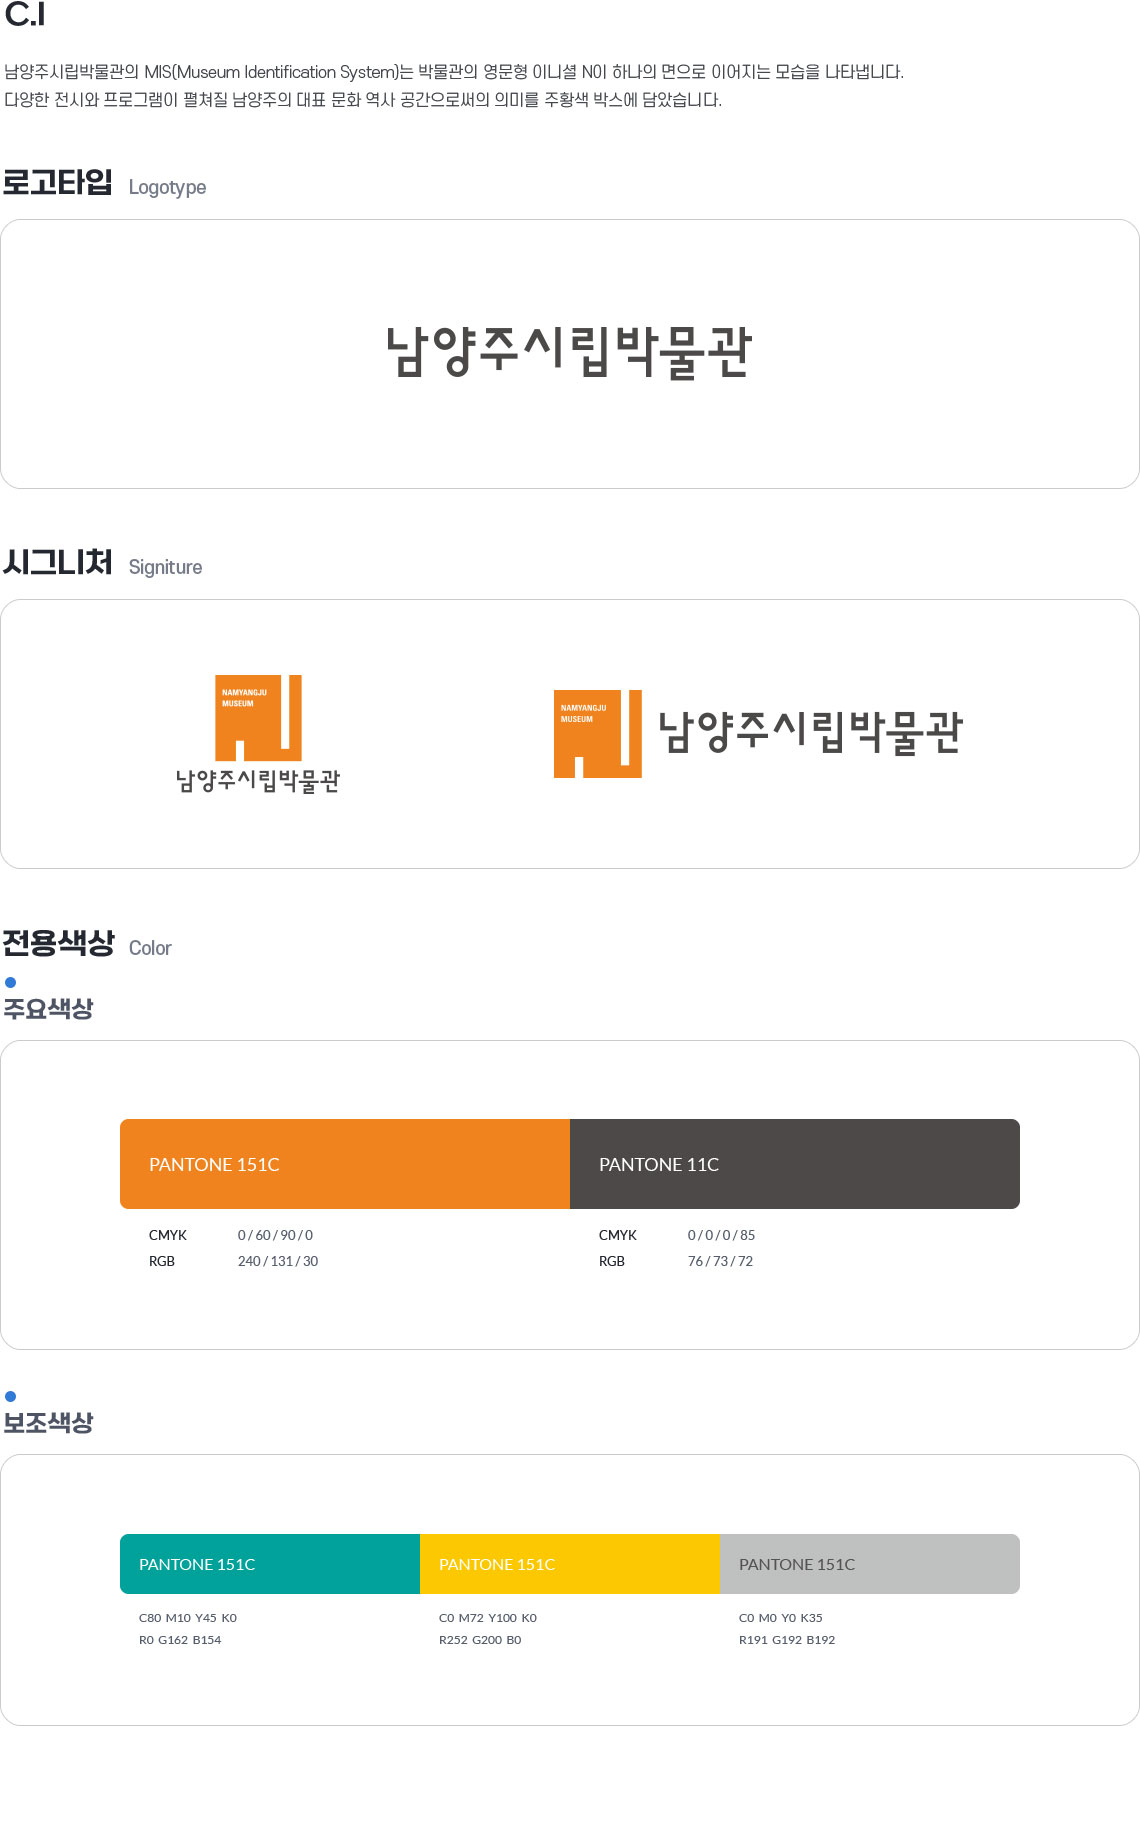 C.I
남양주시립박물관의 MIS(Museum Identification System)는 박물관의 영문형 이니셜 N이 하나의 면으로 이어지는 모습을 나타냅니다.
다양한 전시와 프로그램이 펼쳐질 남양주의 대표 문화 역사 공간으로써의 의미를 주황색 박스에 담았습니다.
로고타입 Logotype
남양주시립박물관
시그니처 Signiture
NAMYANGJU
MUSEUM
남양주시립박물관
NAMYANGJU
MUSEUM
남양주시립박물관
전용색상 Color
주요색상
PANTONE 151C PANTONE 11C
CMYK 0 / 60 / 90 / 0 CMYK 0 / 0 / 0 / 85
RGB 240 / 131 / 30 RGB 76 / 73 / 72
보조색상
PANTONE 151C PANTONE 151C PANTONE 151C
C80 M10 Y45 K0 C0 M72 Y100 K0 C0 M0 Y0 K35
R0 G162 B154 R252 G200 B0 R191 G192 B192